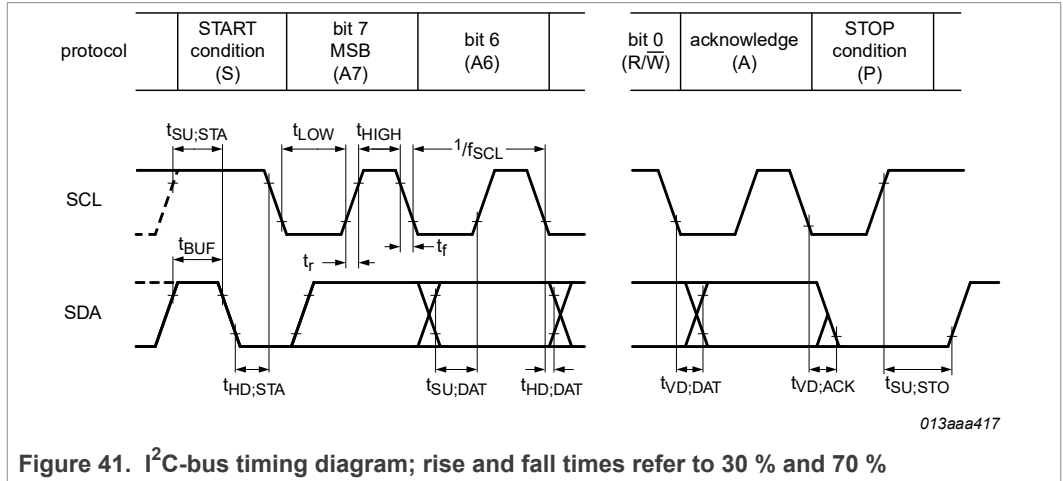 protocol
START condition (S)
bit 7 MSB (A7)
bit 6 (A6)
bit 0 (R/W̅)
acknowledge (A)
STOP condition (P)
tSU;STA
tLOW
tHIGH
1/fSCL
SCL
tBUF
tr
tf
SDA
tHD;STA
tSU;DAT
tHD;DAT
tVD;DAT
tVD;ACK
tSU;STO
013aaa417
Figure 41. I²C-bus timing diagram; rise and fall times refer to 30 % and 70 %